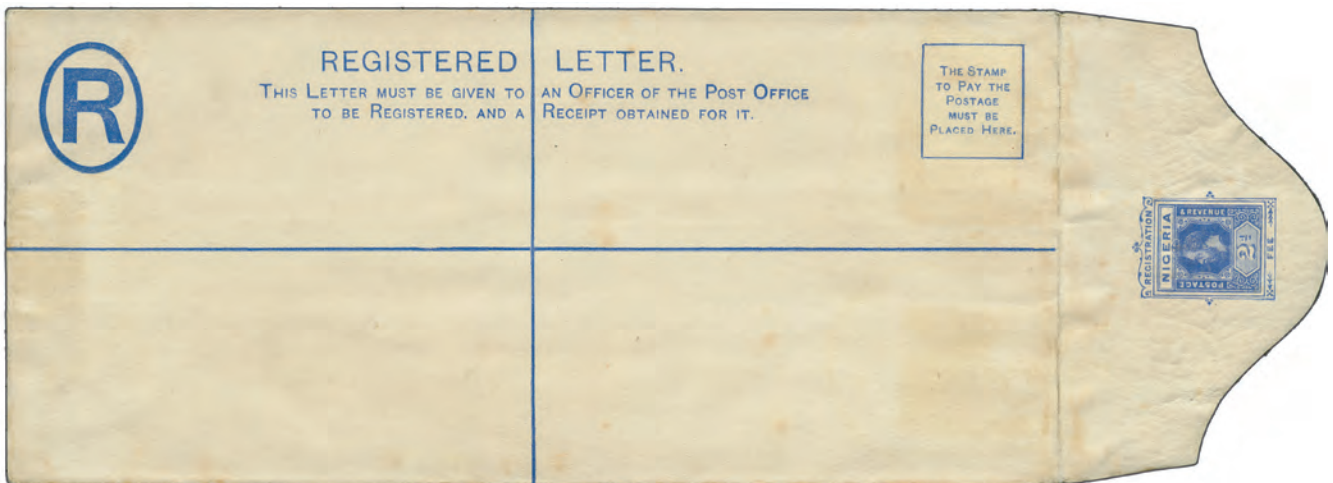 R
REGISTERED LETTER.
THIS LETTER MUST BE GIVEN TO AN OFFICER OF THE POST OFFICE
TO BE REGISTERED, AND A RECEIPT OBTAINED FOR IT.
THE STAMP
TO PAY THE
POSTAGE
MUST BE
PLACED HERE.
REGISTRATION
NIGERIA
POSTAGE
& REVENUE
2D
FEE